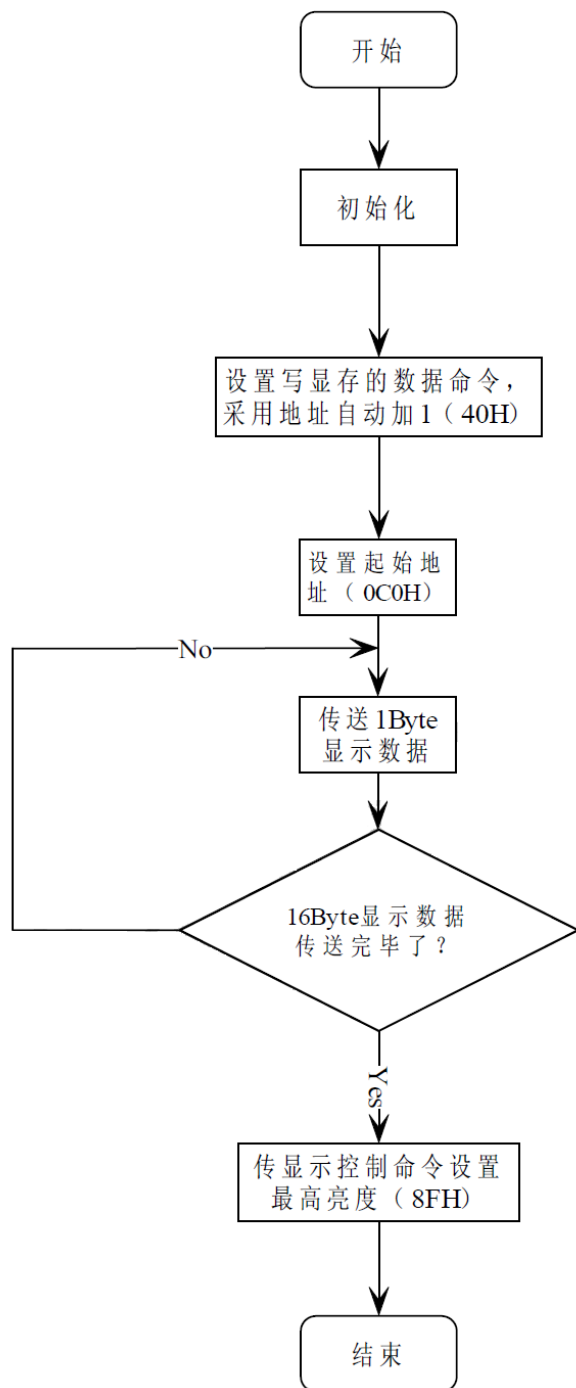 开始
初始化
设置写显存的数据命令，
采用地址自动加1（40H）
设置起始地
址（0C0H）
No
传送1Byte
显示数据
16Byte显示数据
传送完毕了？
Yes
传显示控制命令设置
最高亮度（8FH）
结束